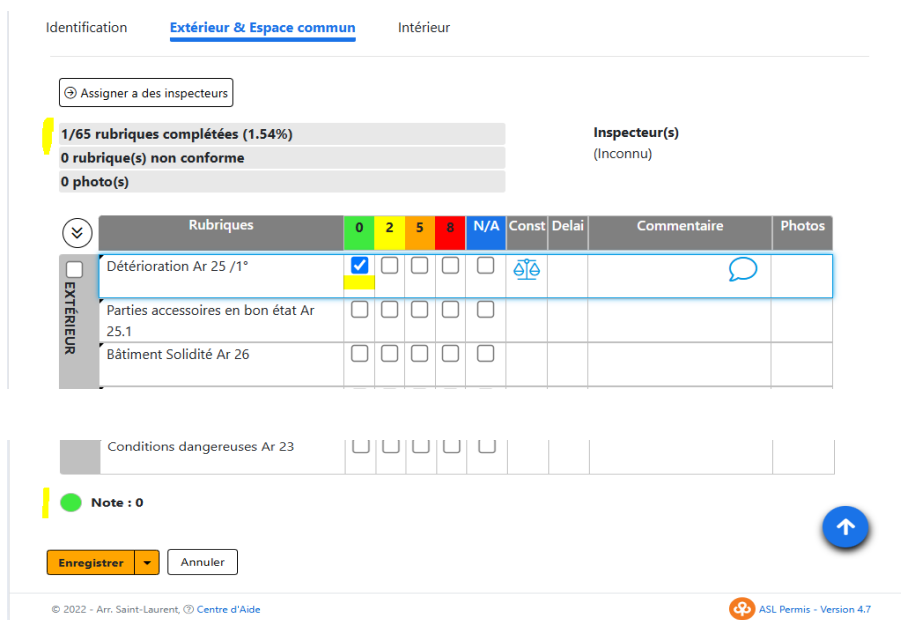 Identification Extérieur & Espace commun Intérieur
Assigner a des inspecteurs
1/65 rubriques complétées (1.54%) Inspecteur(s)
0 rubrique(s) non conforme (Inconnu)
0 photo(s)
Rubriques 0 2 5 8 N/A Const Delai Commentaire Photos
EXTÉRIEUR
Détérioration Ar 25 /1°
Parties accessoires en bon état Ar
25.1
Bâtiment Solidité Ar 26
Conditions dangereuses Ar 23
Note : 0
Enregistrer Annuler
© 2022 - Arr. Saint-Laurent, ? Centre d'Aide ASL Permis - Version 4.7